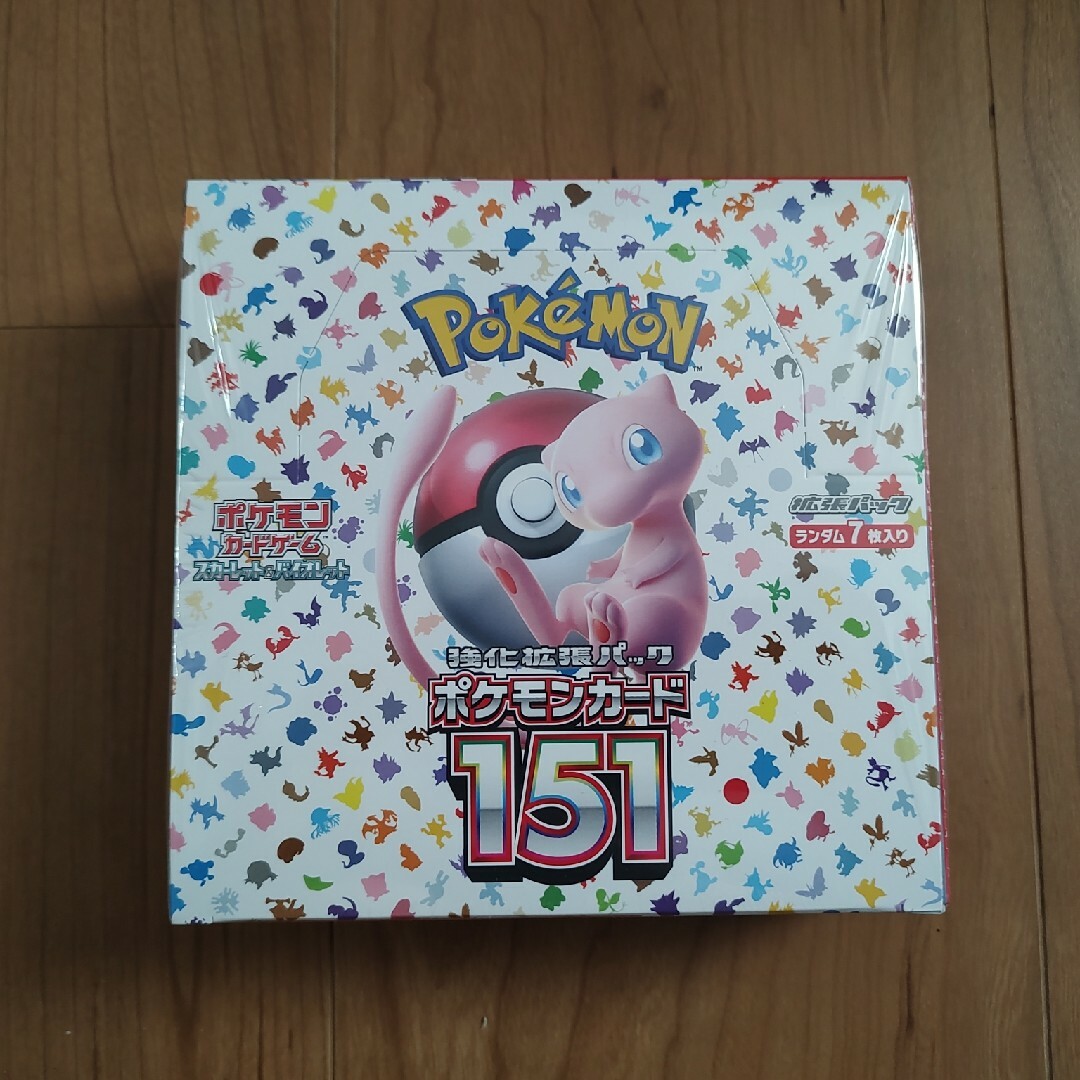 POKéMON
TM
ポケモン
カードゲーム
スカーレット&バイオレット
拡張パック
ランダム7枚入り
強化拡張パック
ポケモンカード
151